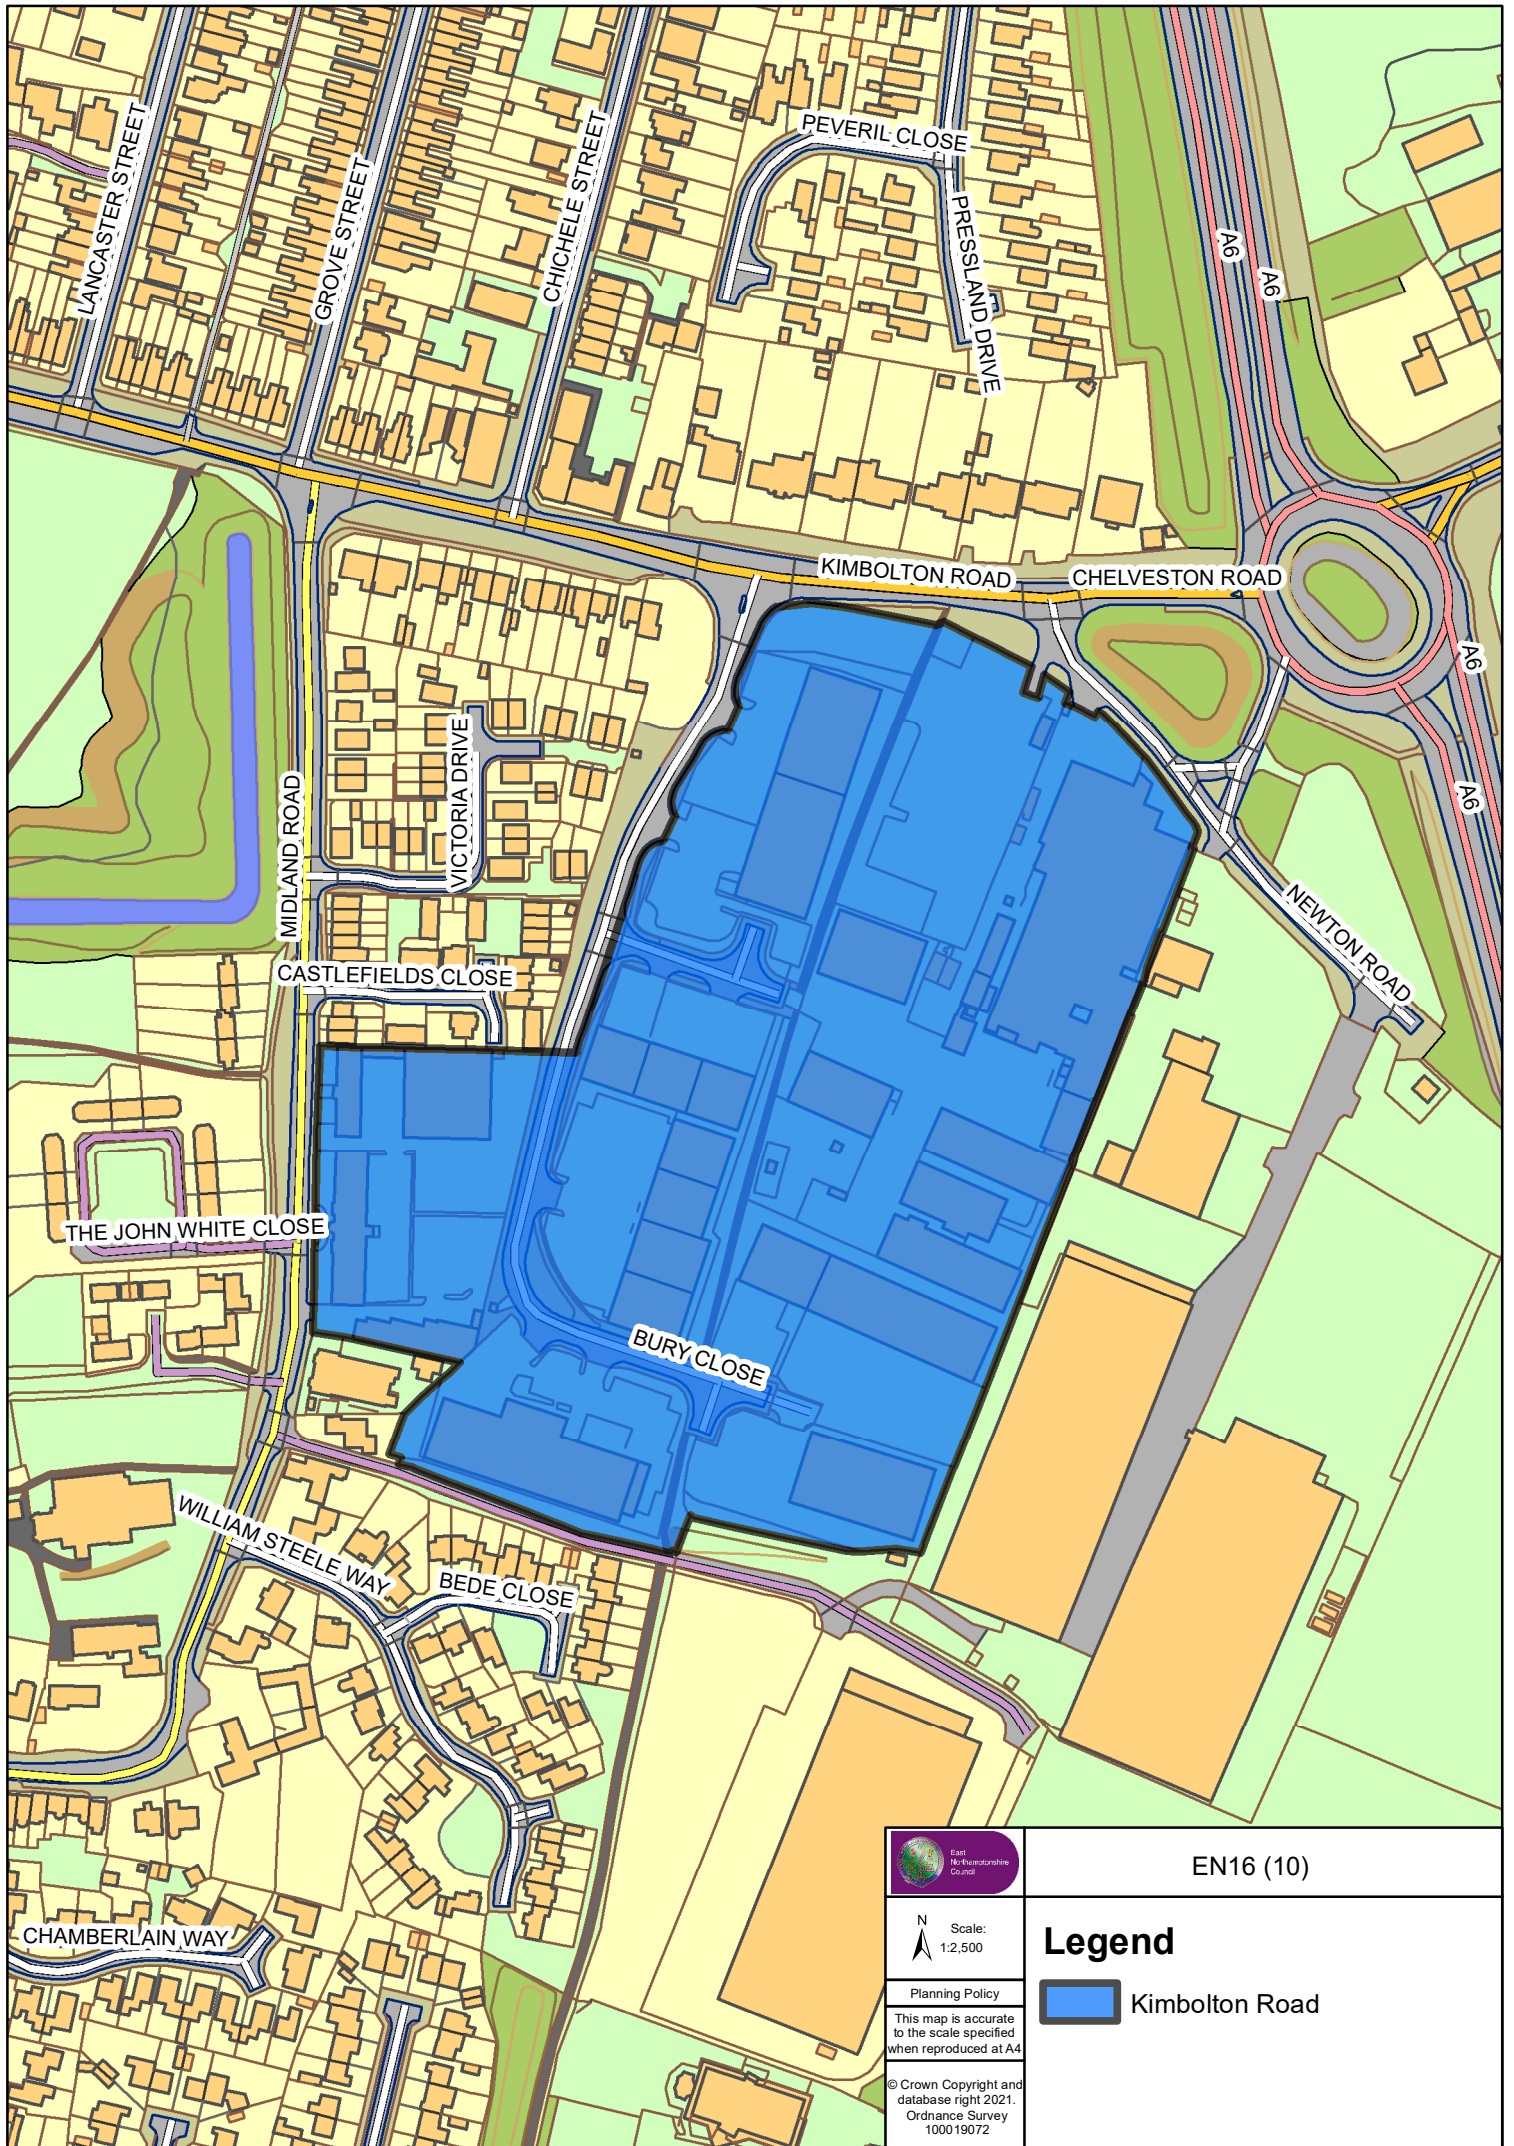 PEVERIL CLOSE
LANCASTER STREET
GROVE STREET
CHICHELE STREET
PRESSLAND DRIVE
A6
A6
KIMBOLTON ROAD
CHELVESTON ROAD
A6
A6
VICTORIA DRIVE
MIDLAND ROAD
NEWTON ROAD
CASTLEFIELDS CLOSE
THE JOHN WHITE CLOSE
BURY CLOSE
WILLIAM STEELE WAY
BEDE CLOSE
CHAMBERLAIN WAY
East
Northamptonshire
Council
EN16 (10)
N
Scale:
1:2,500
Legend
Kimbolton Road
Planning Policy
This map is accurate
to the scale specified
when reproduced at A4
© Crown Copyright and
database right 2021.
Ordnance Survey
100019072